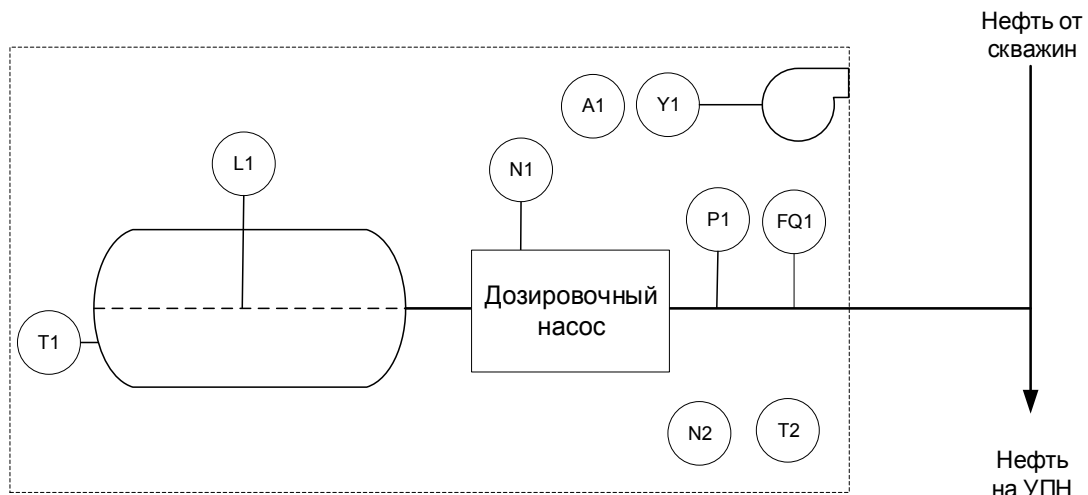 Нефть от
скважин
A1
Y1
L1
N1
P1
FQ1
Дозировочный
насос
T1
N2
T2
Нефть
на УПН